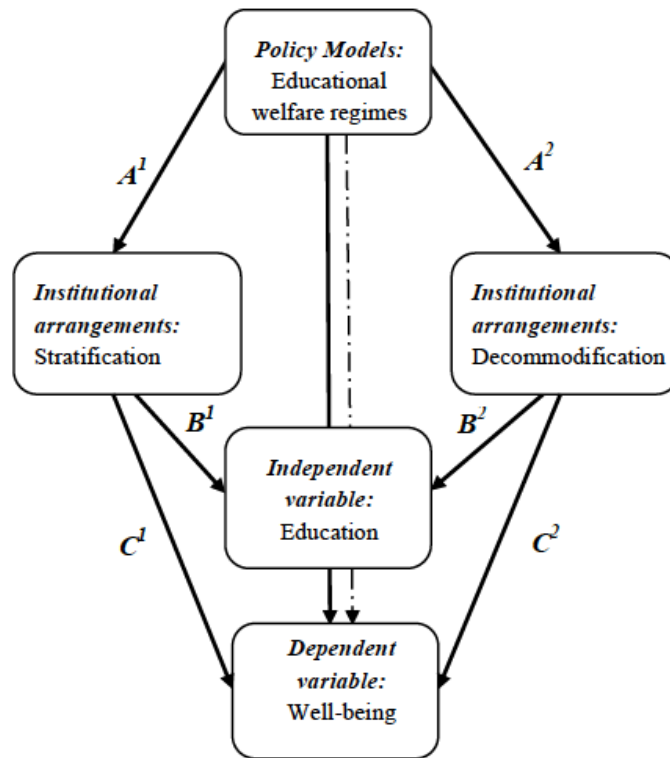 Policy Models:
Educational
welfare regimes
A1
A2
Institutional
arrangements:
Stratification
Institutional
arrangements:
Decommodification
B1
B2
Independent
variable:
Education
C1
C2
Dependent
variable:
Well-being